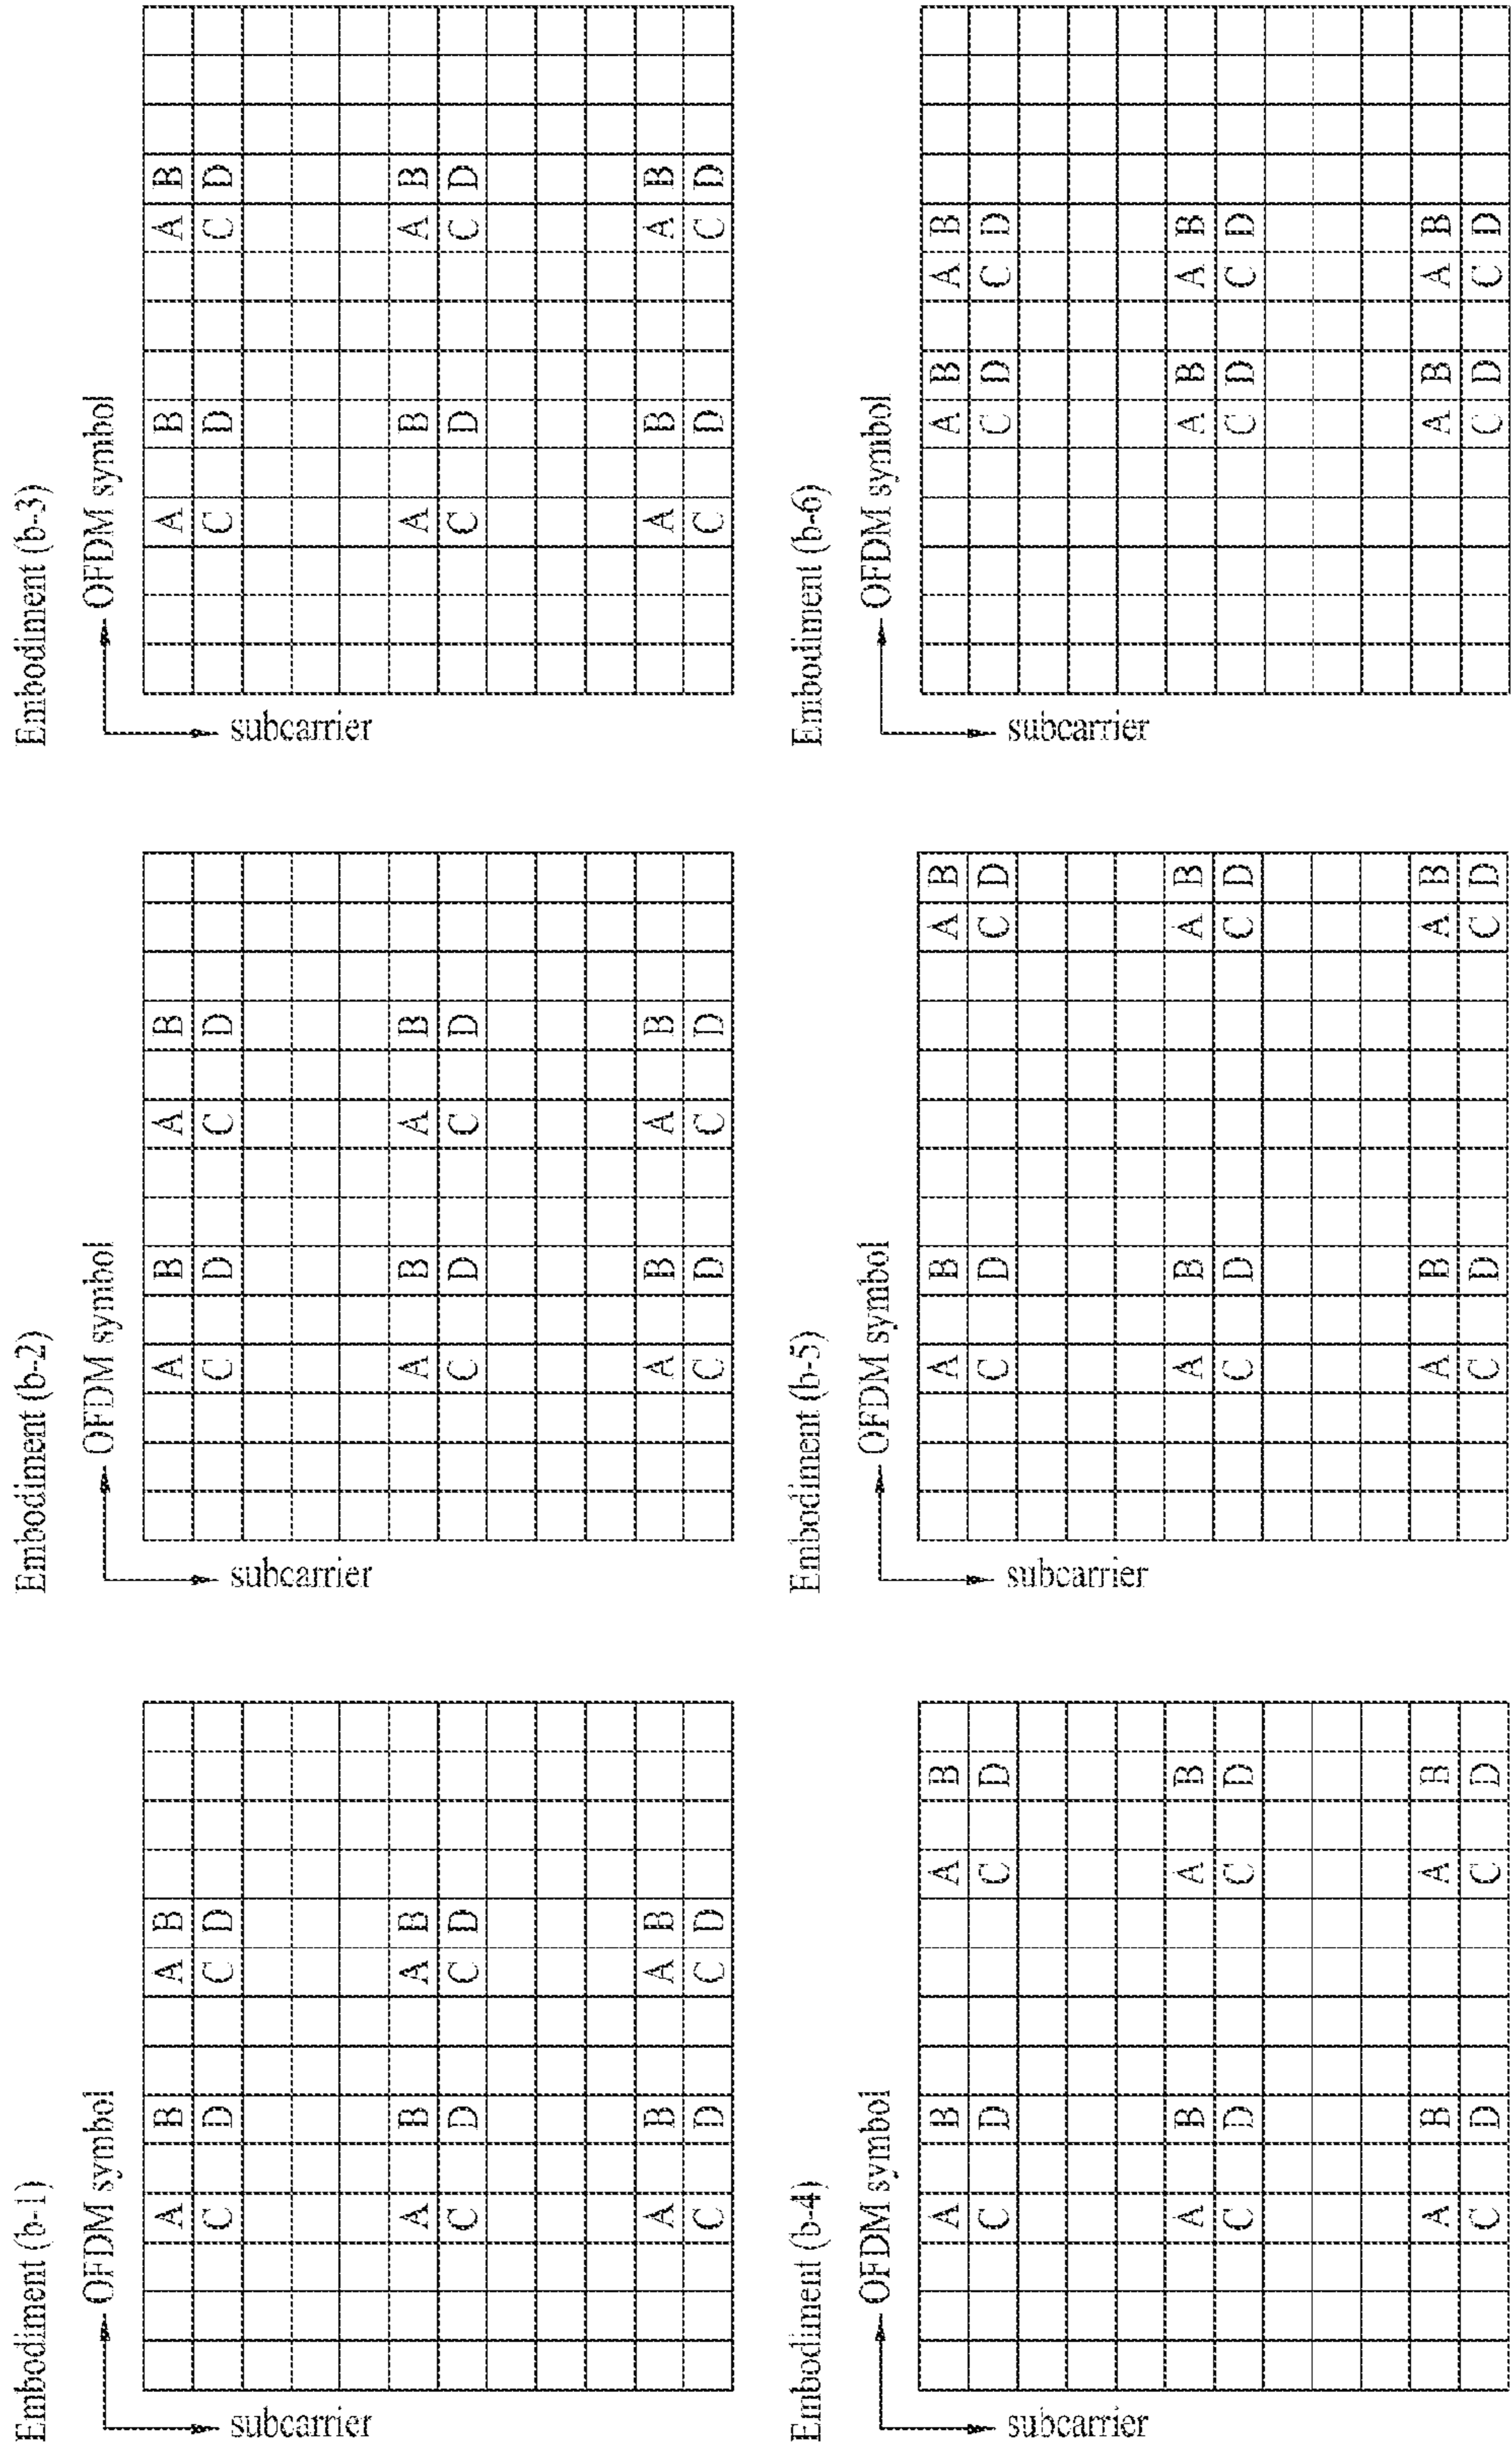 Embodiment (b-1)
OFDM symbol
subcarrier
A B A B
C D C D
A B A B
C D C D
A B A B
C D C D
Embodiment (b-2)
OFDM symbol
subcarrier
A B A B
C D C D
A B A B
C D C D
A B A B
C D C D
Embodiment (b-3)
OFDM symbol
subcarrier
A B A B
C D C D
A B A B
C D C D
A B A B
C D C D
Embodiment (b-4)
OFDM symbol
subcarrier
A B A B
C D C D
A B A B
C D C D
A B A B
C D C D
Embodiment (b-5)
OFDM symbol
subcarrier
A B A B
C D C D
A B A B
C D C D
A B A B
C D C D
Embodiment (b-6)
OFDM symbol
subcarrier
A B A B
C D C D
A B A B
C D C D
A B A B
C D C D